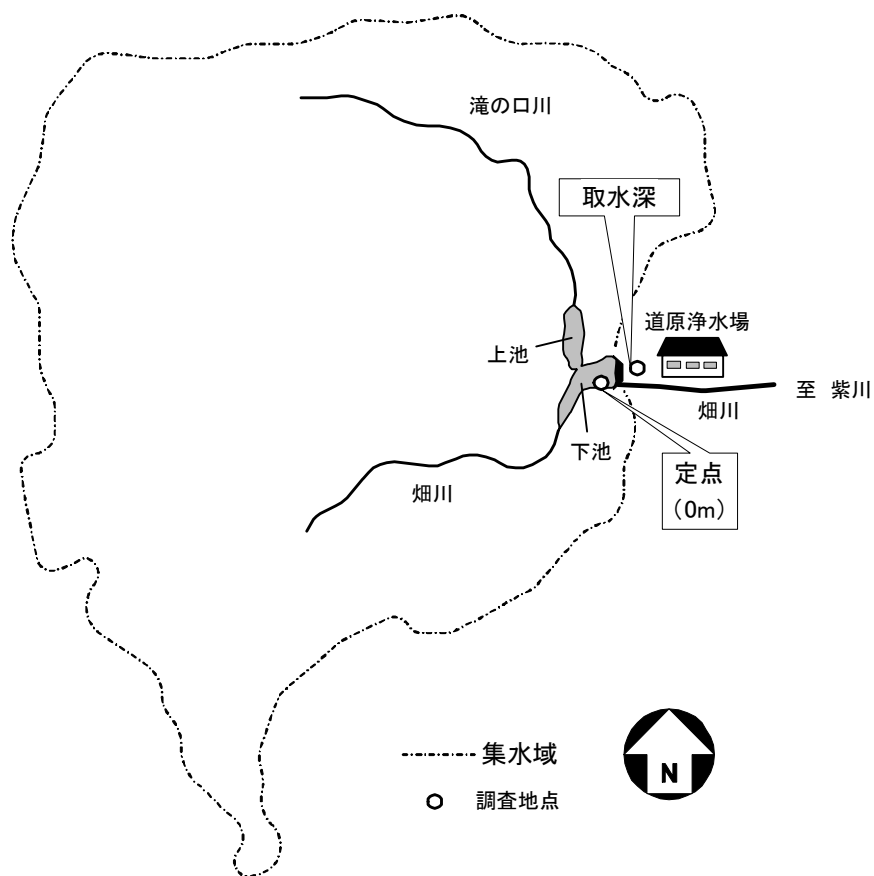 滝の口川
取水深
道原浄水場
上池
至 紫川
畑川
下池
定点
（0m）
畑川
集水域
N
調査地点